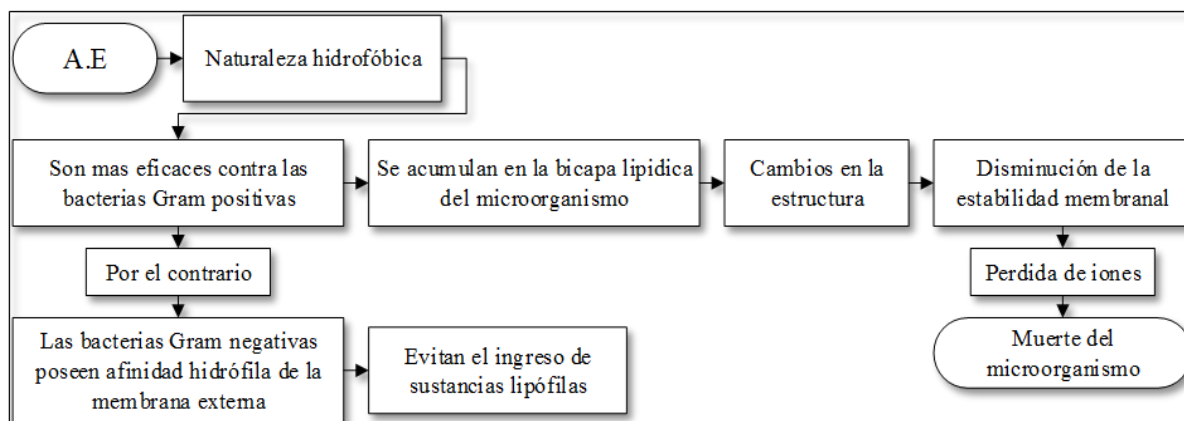 A.E
Naturaleza hidrofóbica
Son mas eficaces contra las
bacterias Gram positivas
Se acumulan en la bicapa lipidica
del microorganismo
Cambios en la
estructura
Disminución de la
estabilidad membranal
Por el contrario
Perdida de iones
Las bacterias Gram negativas
poseen afinidad hidrófila de la
membrana externa
Evitan el ingreso de
sustancias lipófilas
Muerte del
microorganismo